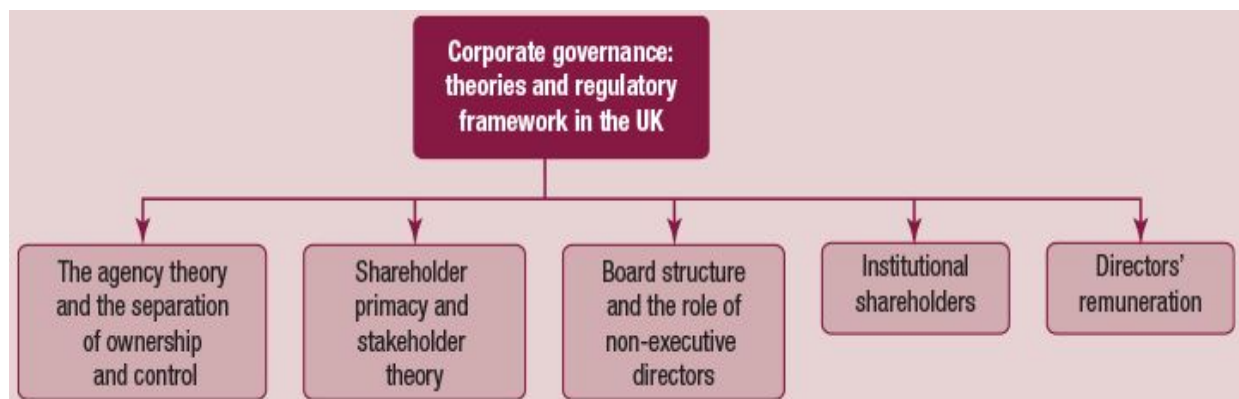 Corporate governance:
theories and regulatory
framework in the UK
The agency theory
and the separation
of ownership
and control
Shareholder
primacy and
stakeholder
theory
Board structure
and the role of
non-executive
directors
Institutional
shareholders
Directors’
remuneration